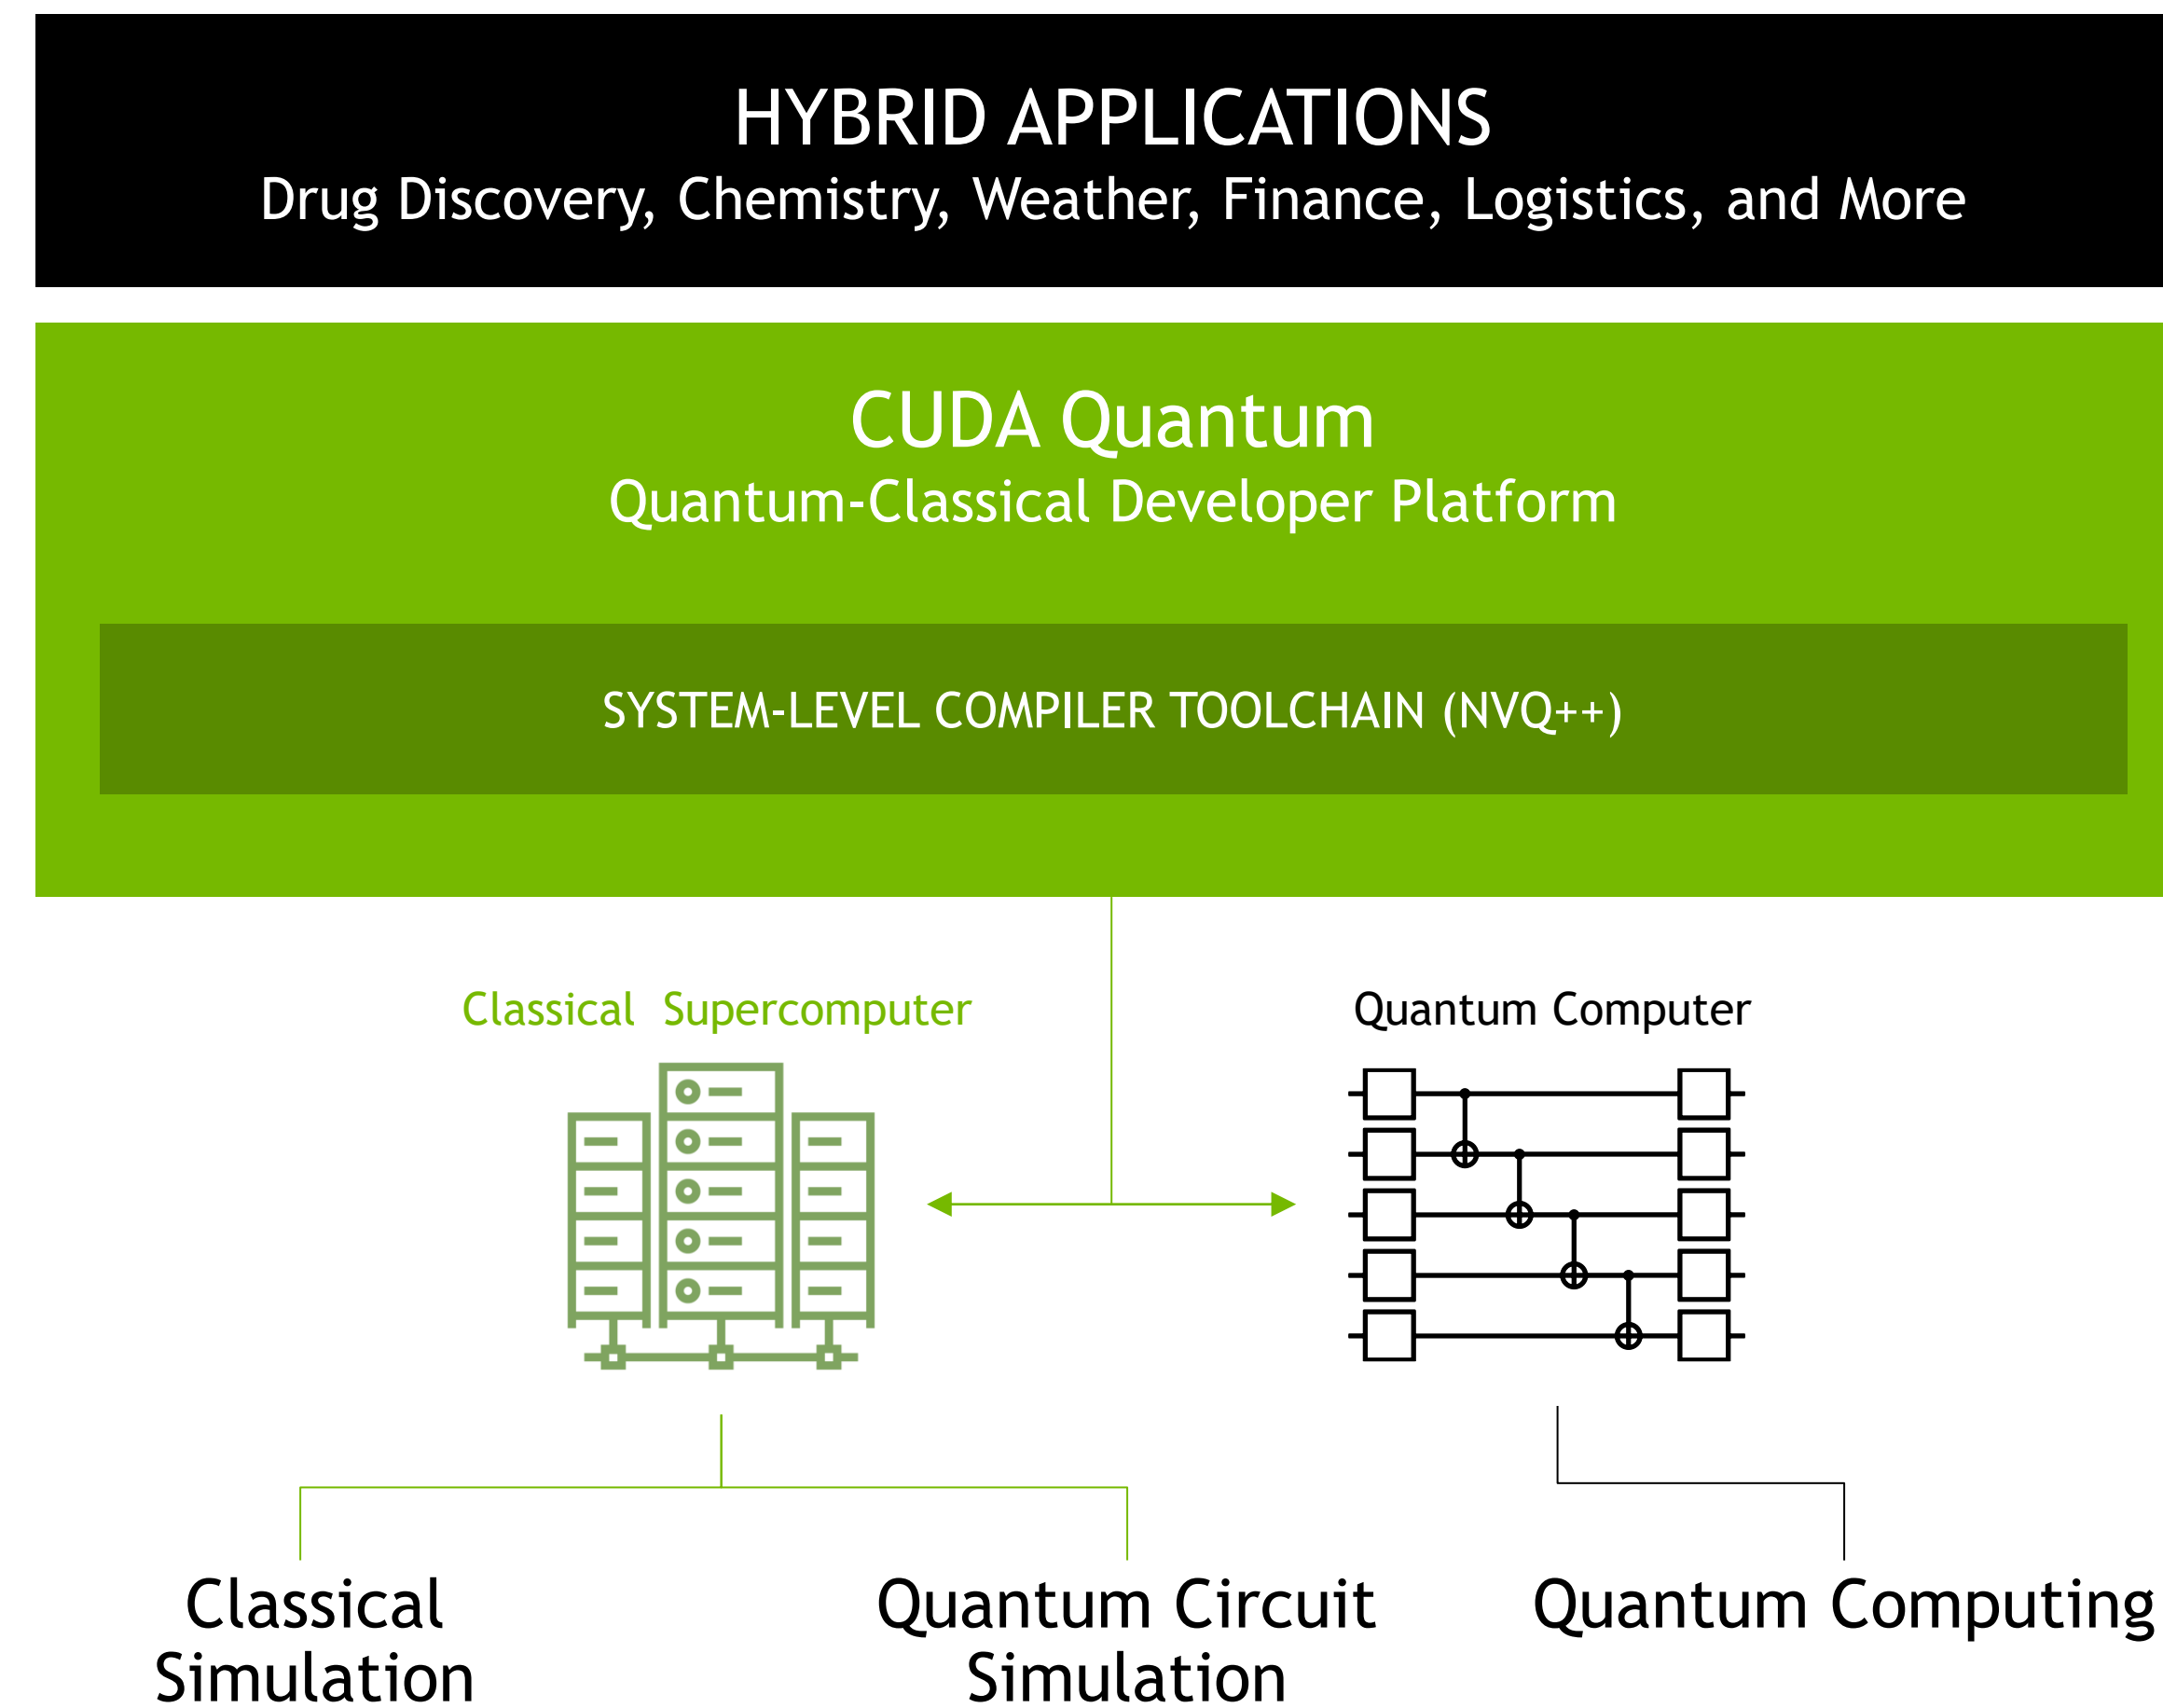 HYBRID APPLICATIONS
Drug Discovery, Chemistry, Weather, Finance, Logistics, and More
CUDA Quantum
Quantum-Classical Developer Platform
SYSTEM-LEVEL COMPILER TOOLCHAIN (NVQ++)
Classical Supercomputer
Quantum Computer
Classical
Simulation
Quantum Circuit
Simulation
Quantum Computing